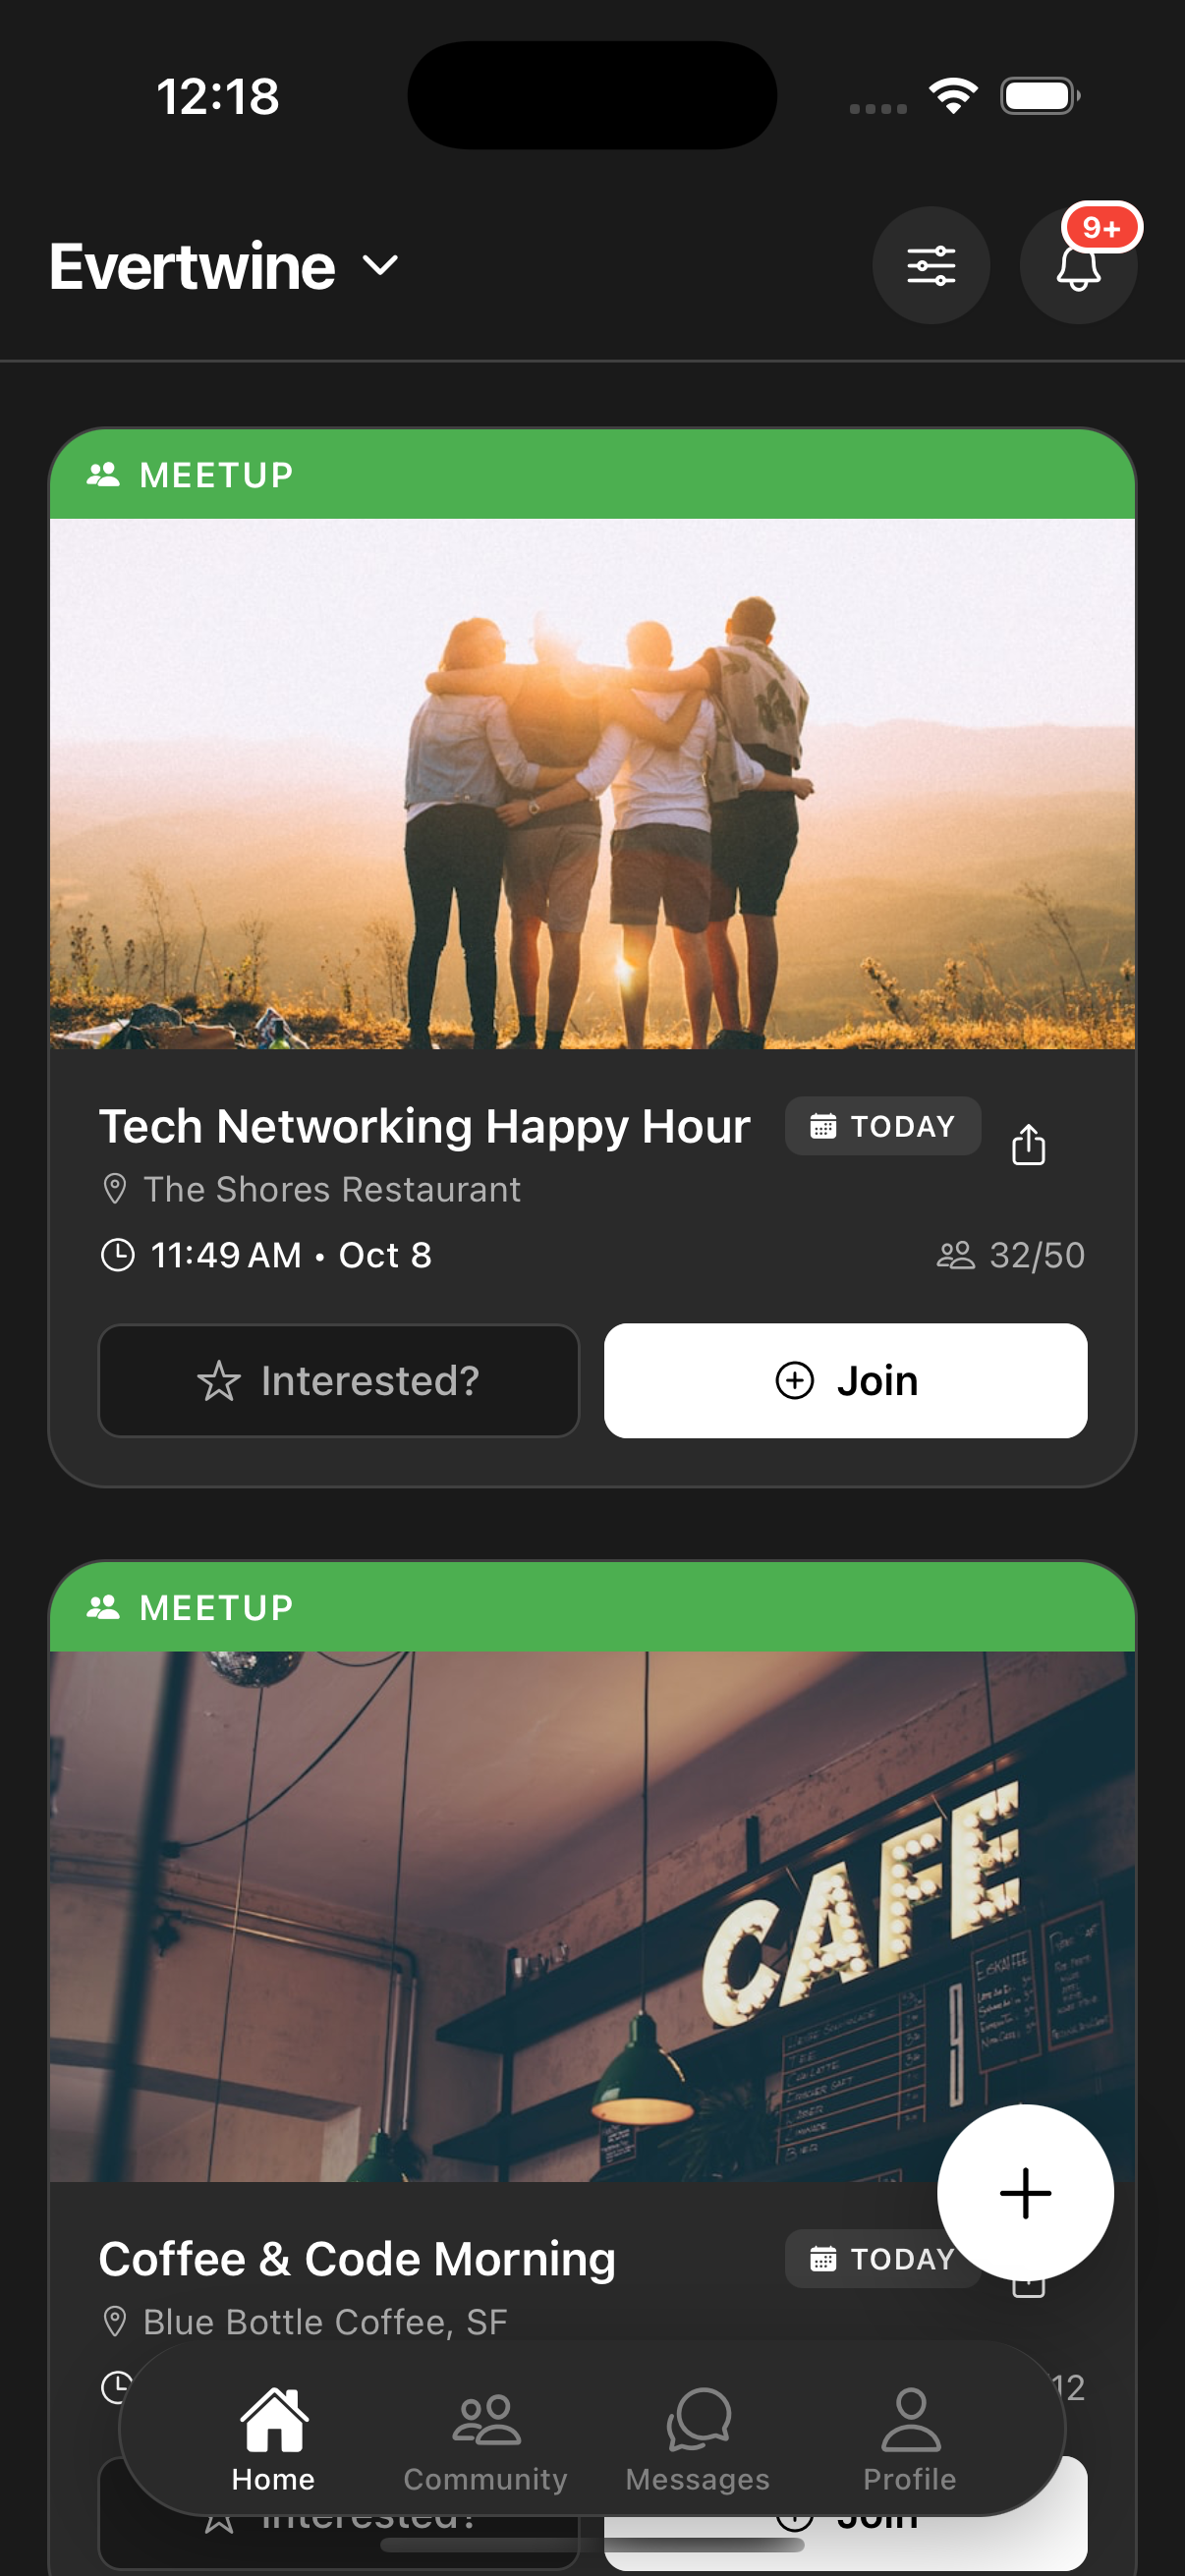 12:18
Evertwine
9+
MEETUP
Tech Networking Happy Hour
TODAY
The Shores Restaurant
11:49 AM • Oct 8
32/50
Interested?
Join
MEETUP
CAFE
Coffee & Code Morning
TODAY
Blue Bottle Coffee, SF
12
Home
Community
Messages
Profile
Interested?
Join